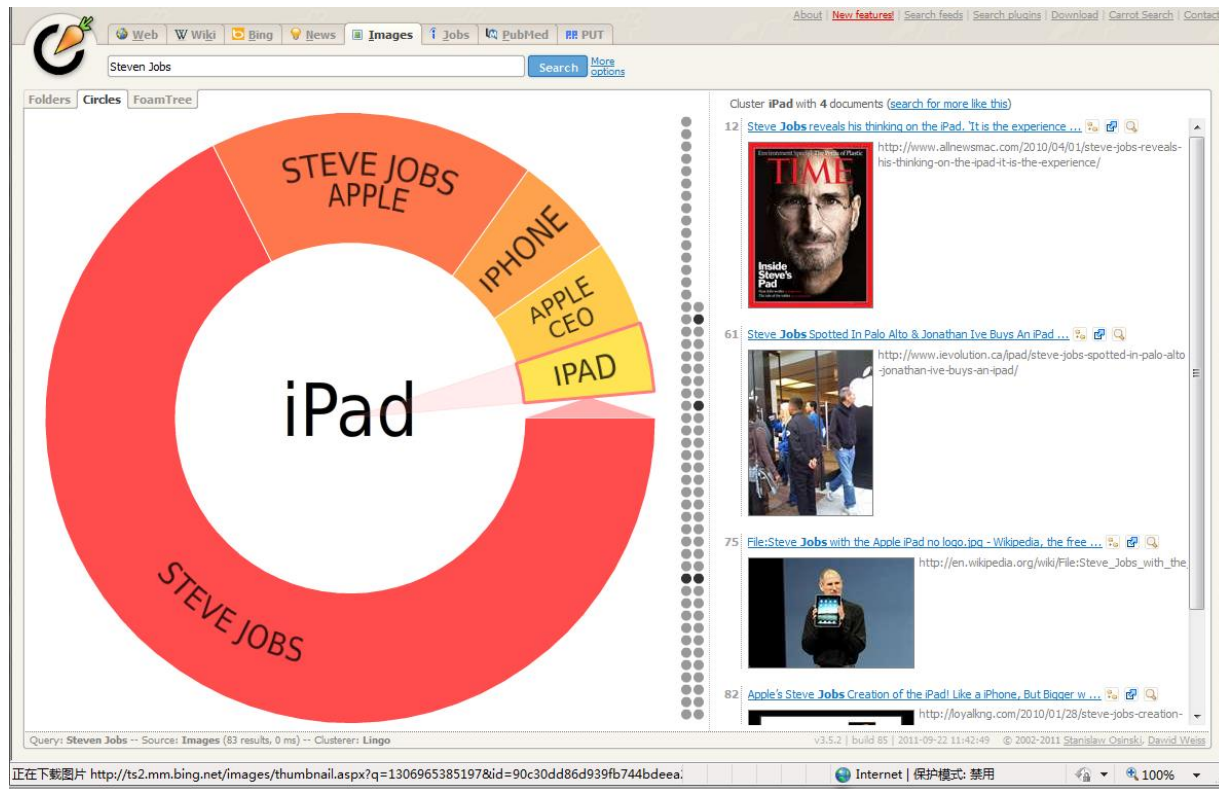 About | New features! | Search feeds | Search plugins | Download | Carrot Search | Contact
Web Wiki Bing News Images Jobs PubMed PUT
Steven Jobs Search More options
Folders Circles FoamTree
STEVE JOBS
APPLE
IPHONE
APPLE
CEO
IPAD
iPad
STEVE JOBS
Cluster iPad with 4 documents (search for more like this)
12 Steve Jobs reveals his thinking on the iPad. 'It is the experience ...
http://www.allnewsmac.com/2010/04/01/steve-jobs-reveals-
his-thinking-on-the-ipad-it-is-the-experience/
TIME
Inside
Steve's
Pad
61 Steve Jobs Spotted In Palo Alto & Jonathan Ive Buys An iPad ...
http://www.ievolution.ca/ipad/steve-jobs-spotted-in-palo-alto
-jonathan-ive-buys-an-ipad/
75 File:Steve Jobs with the Apple iPad no logo.jpg - Wikipedia, the free ...
http://en.wikipedia.org/wiki/File:Steve_Jobs_with_the_
82 Apple's Steve Jobs Creation of the iPad! Like a iPhone, But Bigger w ...
http://loyalkng.com/2010/01/28/steve-jobs-creation-
Query: Steven Jobs -- Source: Images (83 results, 0 ms) -- Clusterer: Lingo
v3.5.2 | build 65 | 2011-09-22 11:42:49 © 2002-2011 Stanislaw Osinski, Dawid Weiss
正在下载图片 http://ts2.mm.bing.net/images/thumbnail.aspx?q=1306965385197&id=90c30dd86d939fb744bdeea
Internet | 保护模式: 禁用 100%